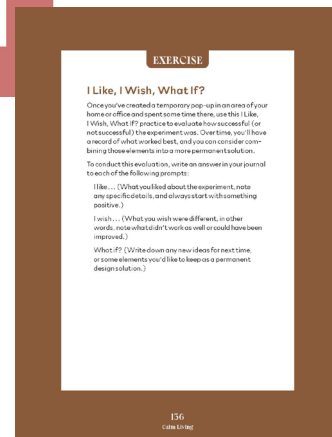 EXERCISE
I Like, I Wish, What If?
Once you've created a temporary pop-up in an area of your
home or office and spent some time there, use this I Like,
I Wish, What If? practice to evaluate how successful (or
not successful) the experiment was. Over time, you'll have
a record of what worked best, and you can consider com-
bining those elements into a more permanent solution.
To conduct this evaluation, write an answer in your journal
to each of the following prompts:
I like... (What you liked about the experiment, note
any specific details, and always start with something
positive.)
I wish... (What you wish were different, in other
words, note what didn't work as well or could have been
improved.)
What if? (Write down any new ideas for next time,
or some elements you'd like to keep as a permanent
design solution.)
136
Calm Living